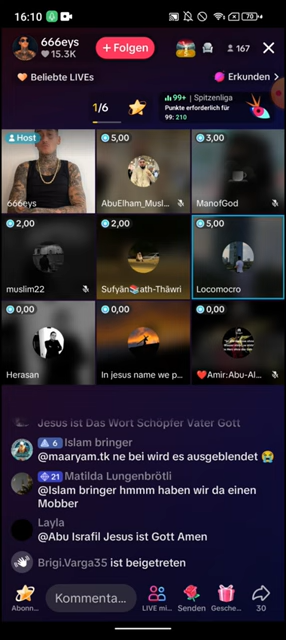 16:10
70
666eys
15.3K
+ Folgen
167
Beliebte LIVEs
Erkunden >
1/6
99+ | Spitzenliga
Punkte erforderlich für
99: 210
Host
5,00
3,00
666eys
AbuElham_Musl...
ManofGod
2,00
2,00
5,00
muslim22
Sufyân📚ath-Thāwri
Locomocro
0,00
0,00
0,00
Herasan
In jesus name we p...
❤️Amir:Abu-Al...
Jesus ist Das Wort Schöpfer Vater Gott
6 Islam bringer
@maaryam.tk ne bei wird es ausgeblendet 😭
21 Matilda Lungenbrötli
@Islam bringer hmmm haben wir da einen
Mobber
Layla
@Abu Israfil Jesus ist Gott Amen
Brigi.Varga35 ist beigetreten
Kommenta...
Abonn...
LIVE mi...
Senden
Gesche...
30